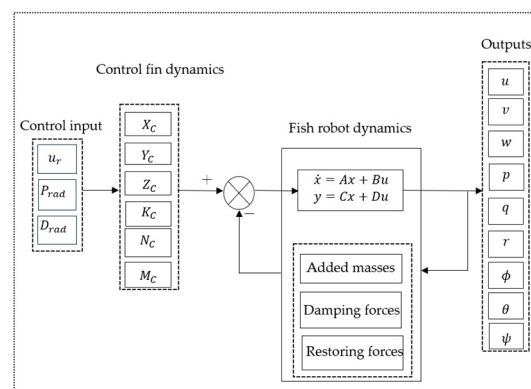 Control input
u_r
P_rad
D_rad
Control fin dynamics
X_C
Y_C
Z_C
K_C
N_C
M_C
+
−
Fish robot dynamics
ẋ = Ax + Bu
y = Cx + Du
Added masses
Damping forces
Restoring forces
Outputs
u
v
w
p
q
r
ϕ
θ
ψ